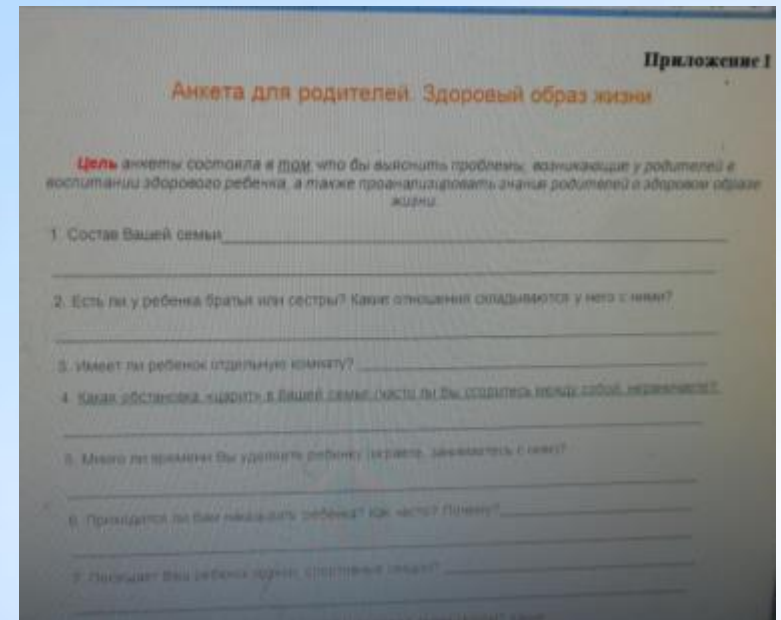 Приложение 1
Анкета для родителей. Здоровый образ жизни
Цель анкеты состояла в том, что бы выяснить проблемы, возникающие у родителей в
воспитании здорового ребенка, а также проанализировать знания родителей о здоровом образе
жизни.
1. Состав Вашей семьи
2. Есть ли у ребенка братья или сестры? Какие отношения складываются у него с ними?
3. Имеет ли ребенок отдельную комнату?
4. Какая обстановка «царит» в Вашей семье (часто ли Вы ссоритесь между собой,
5. Много ли времени Вы уделяете ребенку (играете, занимаетесь с ним)?
6. Приходится ли Вам наказывать ребенка? Как часто? Почему?
7. Посещает Ваш ребенок кружки, спортивные секции?